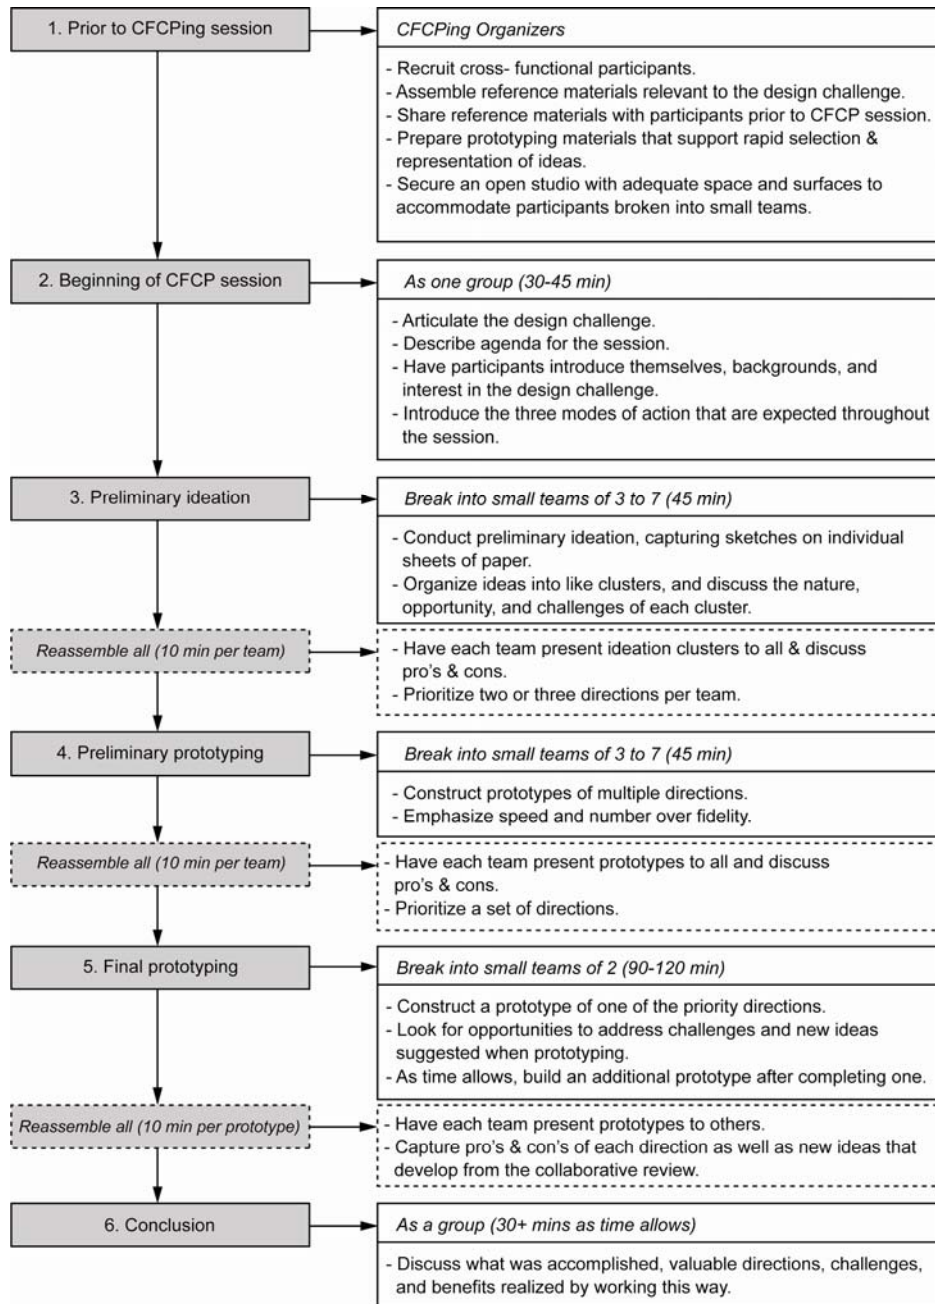 1. Prior to CFCPing session
CFCPing Organizers
- Recruit cross- functional participants.
- Assemble reference materials relevant to the design challenge.
- Share reference materials with participants prior to CFCP session.
- Prepare prototyping materials that support rapid selection &
representation of ideas.
- Secure an open studio with adequate space and surfaces to
accommodate participants broken into small teams.
2. Beginning of CFCP session
As one group (30-45 min)
- Articulate the design challenge.
- Describe agenda for the session.
- Have participants introduce themselves, backgrounds, and
interest in the design challenge.
- Introduce the three modes of action that are expected throughout
the session.
3. Preliminary ideation
Break into small teams of 3 to 7 (45 min)
- Conduct preliminary ideation, capturing sketches on individual
sheets of paper.
- Organize ideas into like clusters, and discuss the nature,
opportunity, and challenges of each cluster.
Reassemble all (10 min per team)
- Have each team present ideation clusters to all & discuss
pro's & cons.
- Prioritize two or three directions per team.
4. Preliminary prototyping
Break into small teams of 3 to 7 (45 min)
- Construct prototypes of multiple directions.
- Emphasize speed and number over fidelity.
Reassemble all (10 min per team)
- Have each team present prototypes to all and discuss
pro's & cons.
- Prioritize a set of directions.
5. Final prototyping
Break into small teams of 2 (90-120 min)
- Construct a prototype of one of the priority directions.
- Look for opportunities to address challenges and new ideas
suggested when prototyping.
- As time allows, build an additional prototype after completing one.
Reassemble all (10 min per prototype)
- Have each team present prototypes to others.
- Capture pro's & con's of each direction as well as new ideas that
develop from the collaborative review.
6. Conclusion
As a group (30+ mins as time allows)
- Discuss what was accomplished, valuable directions, challenges,
and benefits realized by working this way.